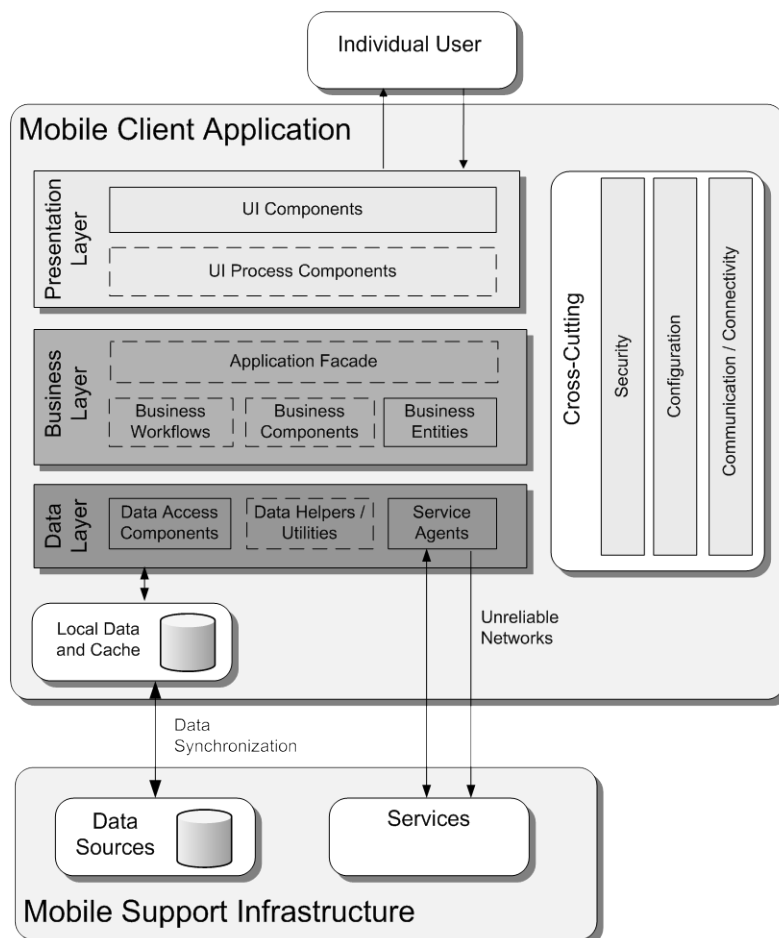 Individual User
Mobile Client Application
Presentation
Layer
UI Components
UI Process Components
Business
Layer
Application Facade
Business
Workflows
Business
Components
Business
Entities
Data
Layer
Data Access
Components
Data Helpers /
Utilities
Service
Agents
Cross-Cutting
Security
Configuration
Communication / Connectivity
Local Data
and Cache
Unreliable
Networks
Data
Synchronization
Data
Sources
Services
Mobile Support Infrastructure